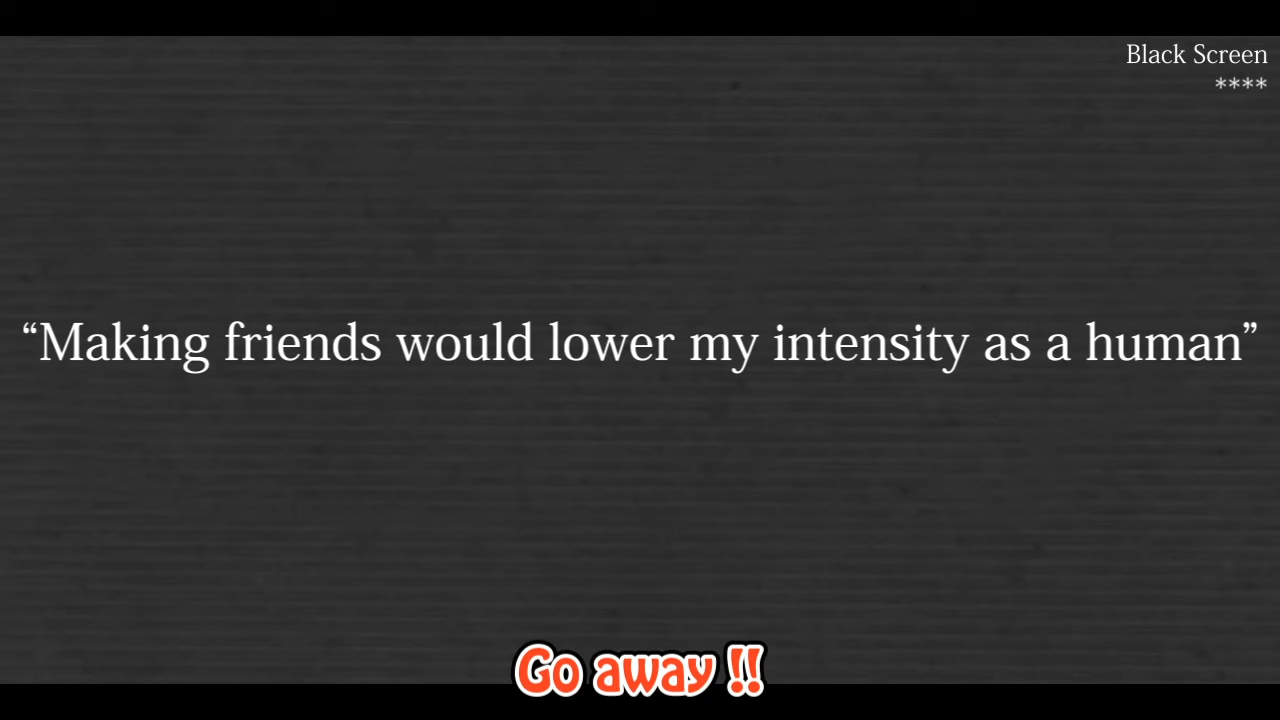 Black Screen
****
“Making friends would lower my intensity as a human”
Go away !!